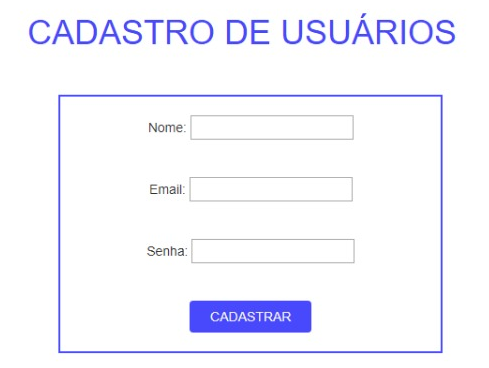 CADASTRO DE USUÁRIOS
Nome:
Email:
Senha:
CADASTRAR